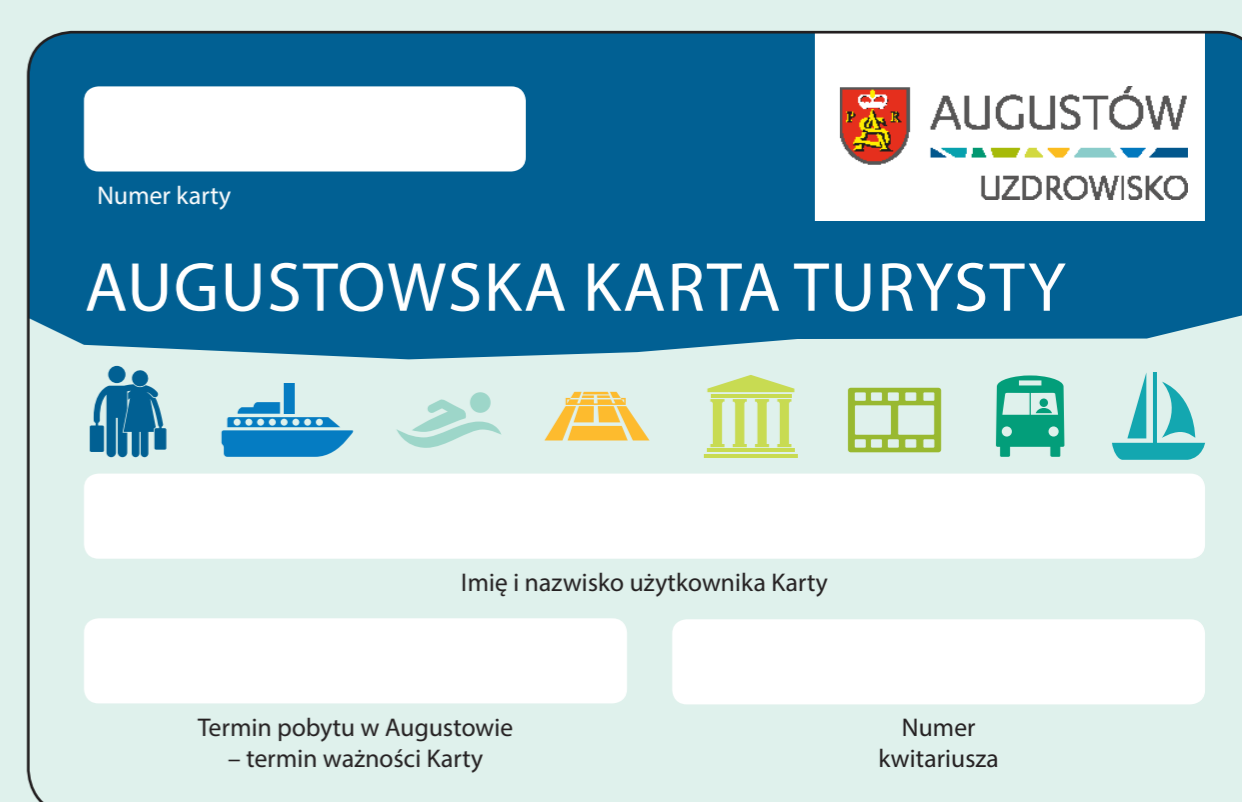 AUGUSTÓW
UZDROWISKO
Numer karty
AUGUSTOWSKA KARTA TURYSTY
Imię i nazwisko użytkownika Karty
Termin pobytu w Augustowie
– termin ważności Karty
Numer
kwitariusza